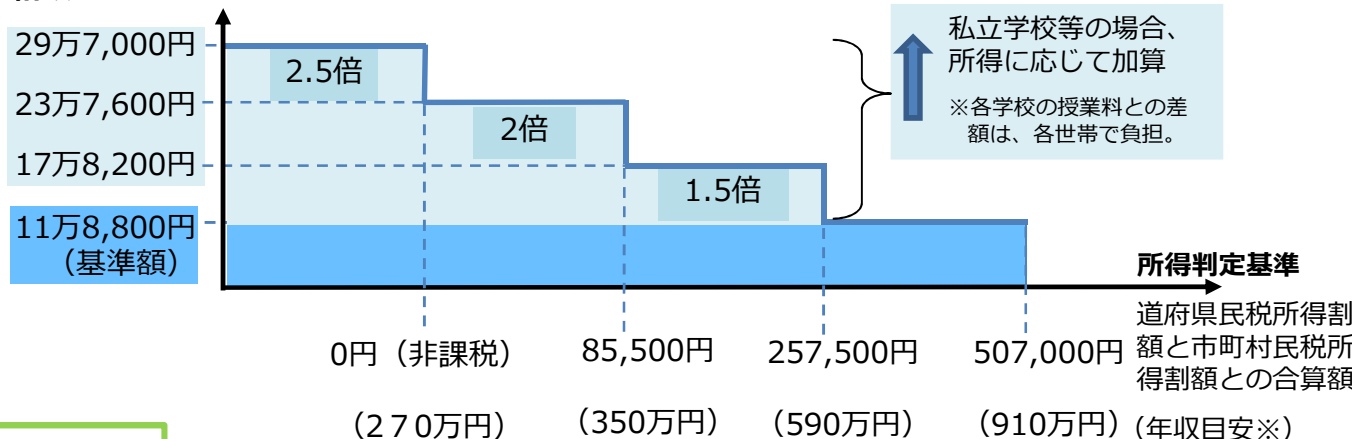 29万7,000円
23万7,600円
17万8,200円
11万8,800円
（基準額）
2.5倍
2倍
1.5倍
私立学校等の場合、
所得に応じて加算
※各学校の授業料との差
額は、各世帯で負担。
所得判定基準
道府県民税所得割
額と市町村民税所
得割額との合算額
0円（非課税）
85,500円
257,500円
507,000円
（２７０万円）
（350万円）
（590万円）
（910万円）
（年収目安※）